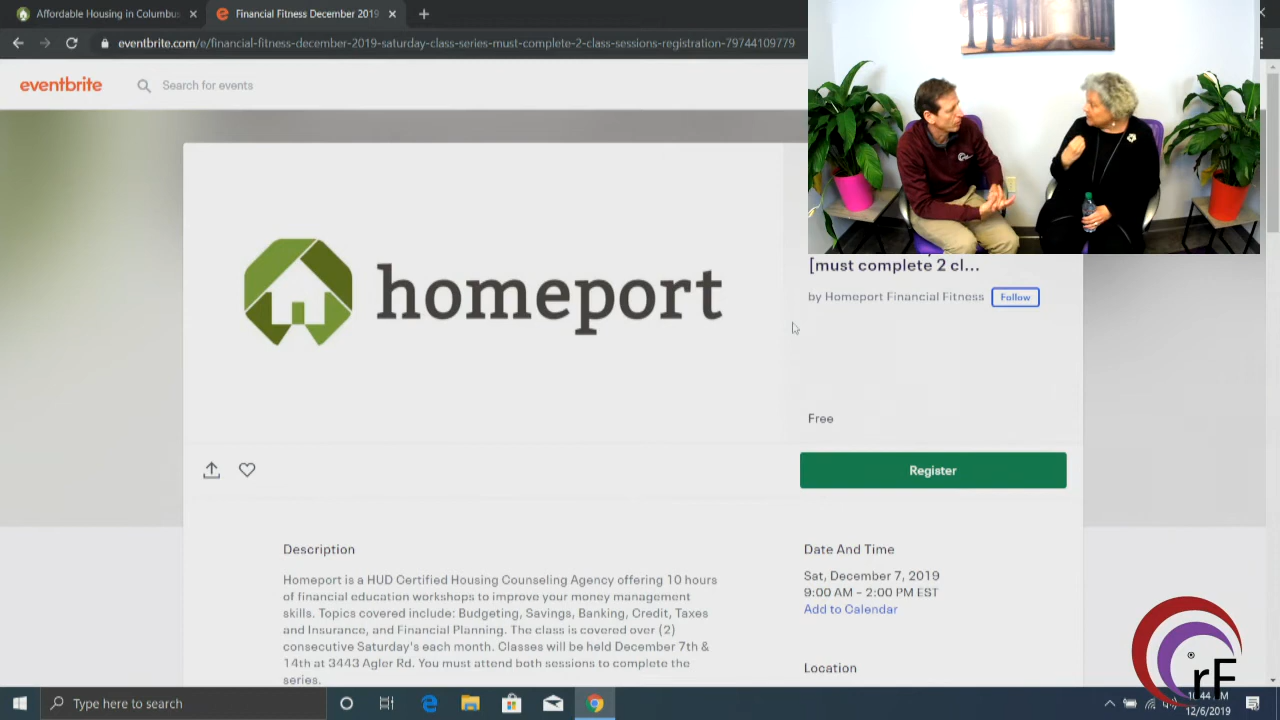 Affordable Housing in Columbus
Financial Fitness December 2019
eventbrite.com/e/financial-fitness-december-2019-saturday-class-series-must-complete-2-class-sessions-registration-79744109779
eventbrite
Search for events
homeport
[must complete 2 cl...
by Homeport Financial Fitness
Follow
Free
Register
Description
Homeport is a HUD Certified Housing Counseling Agency offering 10 hours
of financial education workshops to improve your money management
skills. Topics covered include: Budgeting, Savings, Banking, Credit, Taxes
and Insurance, and Financial Planning. The class is covered over (2)
consecutive Saturday's each month. Classes will be held December 7th &
14th at 3443 Agler Rd. You must attend both sessions to complete the
series.
Date And Time
Sat, December 7, 2019
9:00 AM – 2:00 PM EST
Add to Calendar
Location
rF
®
Type here to search
12/6/2019